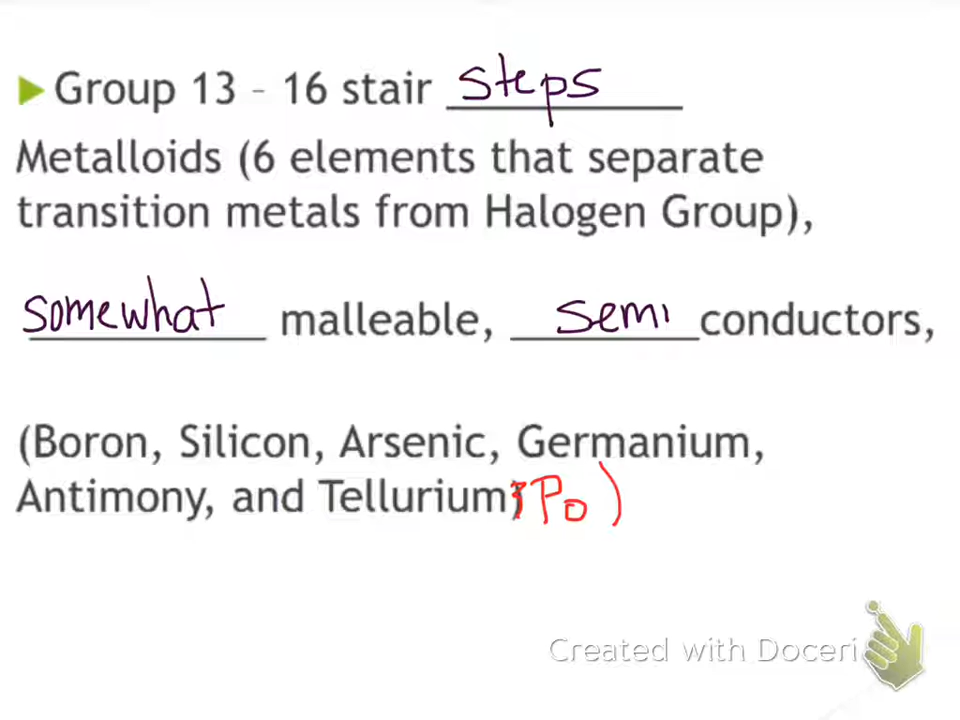 Group 13 - 16 stair steps
Metalloids (6 elements that separate
transition metals from Halogen Group),
somewhat malleable, semi conductors,
(Boron, Silicon, Arsenic, Germanium,
Antimony, and Tellurium) Po)
Created with Doceri